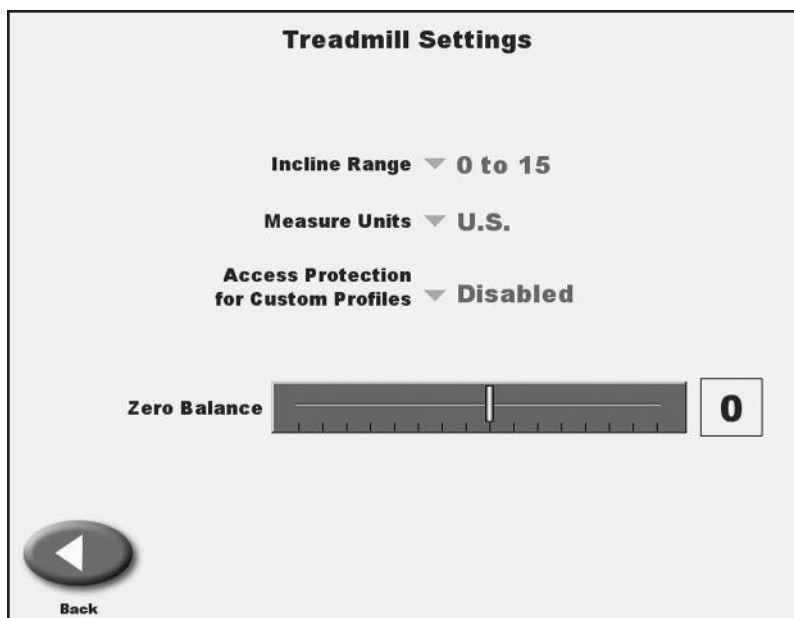 Treadmill Settings
Incline Range 0 to 15
Measure Units U.S.
Access Protection
for Custom Profiles Disabled
Zero Balance 0
Back